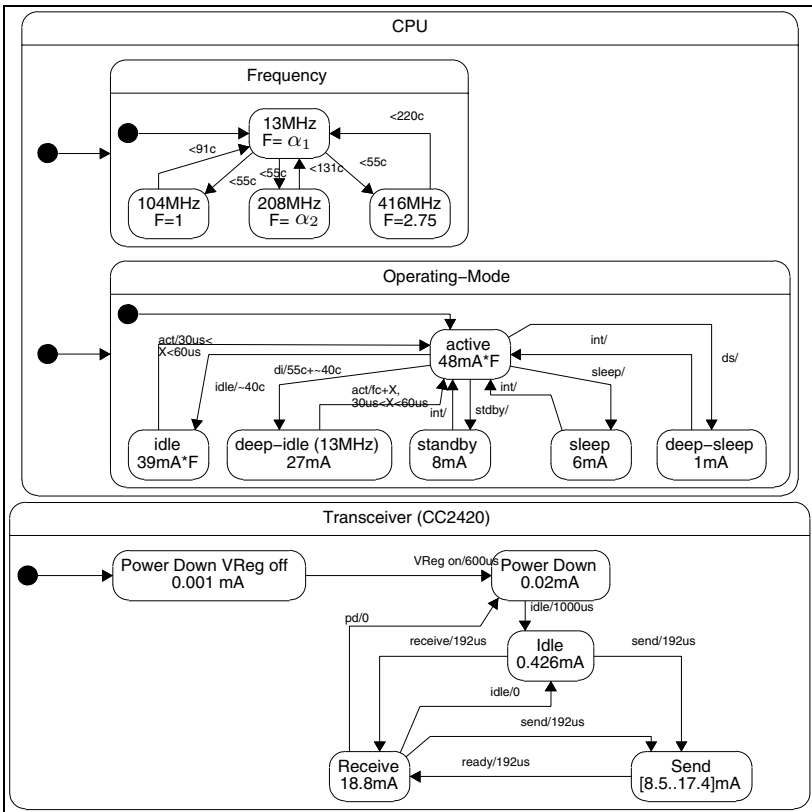 CPU
Frequency
13MHz
F= α₁
<220c
<91c
<55c
<55c
<131c
<55c
104MHz
F=1
208MHz
F= α₂
416MHz
F=2.75
Operating−Mode
active
48mA*F
act/30us<
X<60us
idle/~40c
di/55c+~40c
act/fc+X,
30us<X<60us
int/
stdby/
int/
sleep/
int/
ds/
idle
39mA*F
deep−idle (13MHz)
27mA
standby
8mA
sleep
6mA
deep−sleep
1mA
Transceiver (CC2420)
Power Down VReg off
0.001 mA
VReg on/600us
Power Down
0.02mA
pd/0
idle/1000us
receive/192us
Idle
0.426mA
send/192us
idle/0
send/192us
ready/192us
Receive
18.8mA
Send
[8.5..17.4]mA